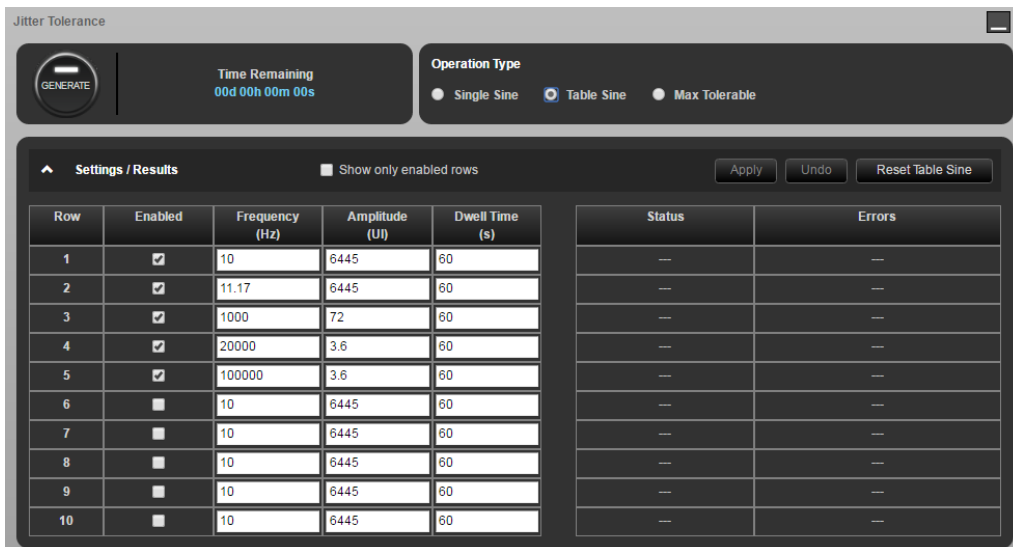 Jitter Tolerance
GENERATE
Time Remaining
00d 00h 00m 00s
Operation Type
Single Sine Table Sine Max Tolerable
Settings / Results Show only enabled rows Apply Undo Reset Table Sine
Row Enabled Frequency (Hz) Amplitude (UI) Dwell Time (s) Status Errors
1 10 6445 60 --- ---
2 11.17 6445 60 --- ---
3 1000 72 60 --- ---
4 20000 3.6 60 --- ---
5 100000 3.6 60 --- ---
6 10 6445 60 --- ---
7 10 6445 60 --- ---
8 10 6445 60 --- ---
9 10 6445 60 --- ---
10 10 6445 60 --- ---